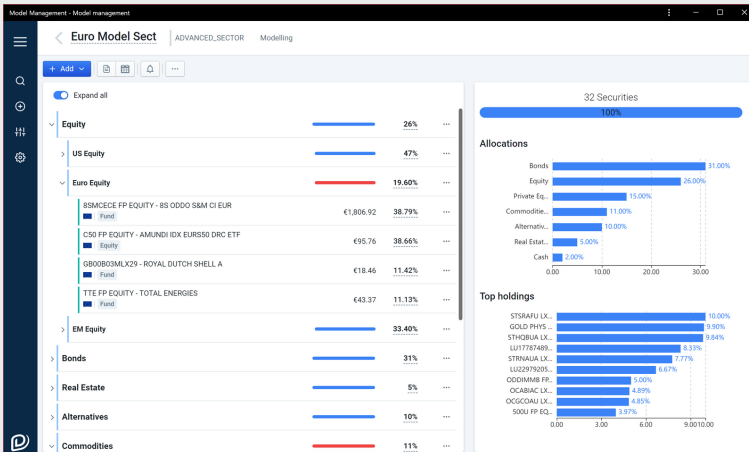 Model Management - Model management
Euro Model Sect
ADVANCED_SECTOR
Modelling
+ Add
Expand all
Equity 26%
US Equity 47%
Euro Equity 19.60%
8SMCECE FP EQUITY - 8S ODDO S&M CI EUR
Fund
€1,806.92 38.79%
C50 FP EQUITY - AMUNDI IDX EURS50 DRC ETF
Equity
€95.76 38.66%
GB00B03MLX29 - ROYAL DUTCH SHELL A
Fund
€18.46 11.42%
TTE FP EQUITY - TOTAL ENERGIES
Fund
€43.37 11.13%
EM Equity 33.40%
Bonds 31%
Real Estate 5%
Alternatives 10%
Commodities 11%
32 Securities
100%
Allocations
Bonds 31.00%
Equity 26.00%
Private Eq... 15.00%
Commoditie... 11.00%
Alternativ... 10.00%
Real Estat... 5.00%
Cash 2.00%
0.00 10.00 20.00 30.00
Top holdings
STSRAFU LX... 10.00%
GOLD PHYS ... 9.90%
STHQBUA LX... 9.84%
LU17787489... 8.33%
STRNAUA LX... 7.77%
LU22979205... 6.67%
ODDIMMB FP... 5.00%
OCABIAC LX... 4.89%
OCGCOAU LX... 4.85%
500U FP EQ... 3.97%
0.00 3.00 6.00 9.00 10.00